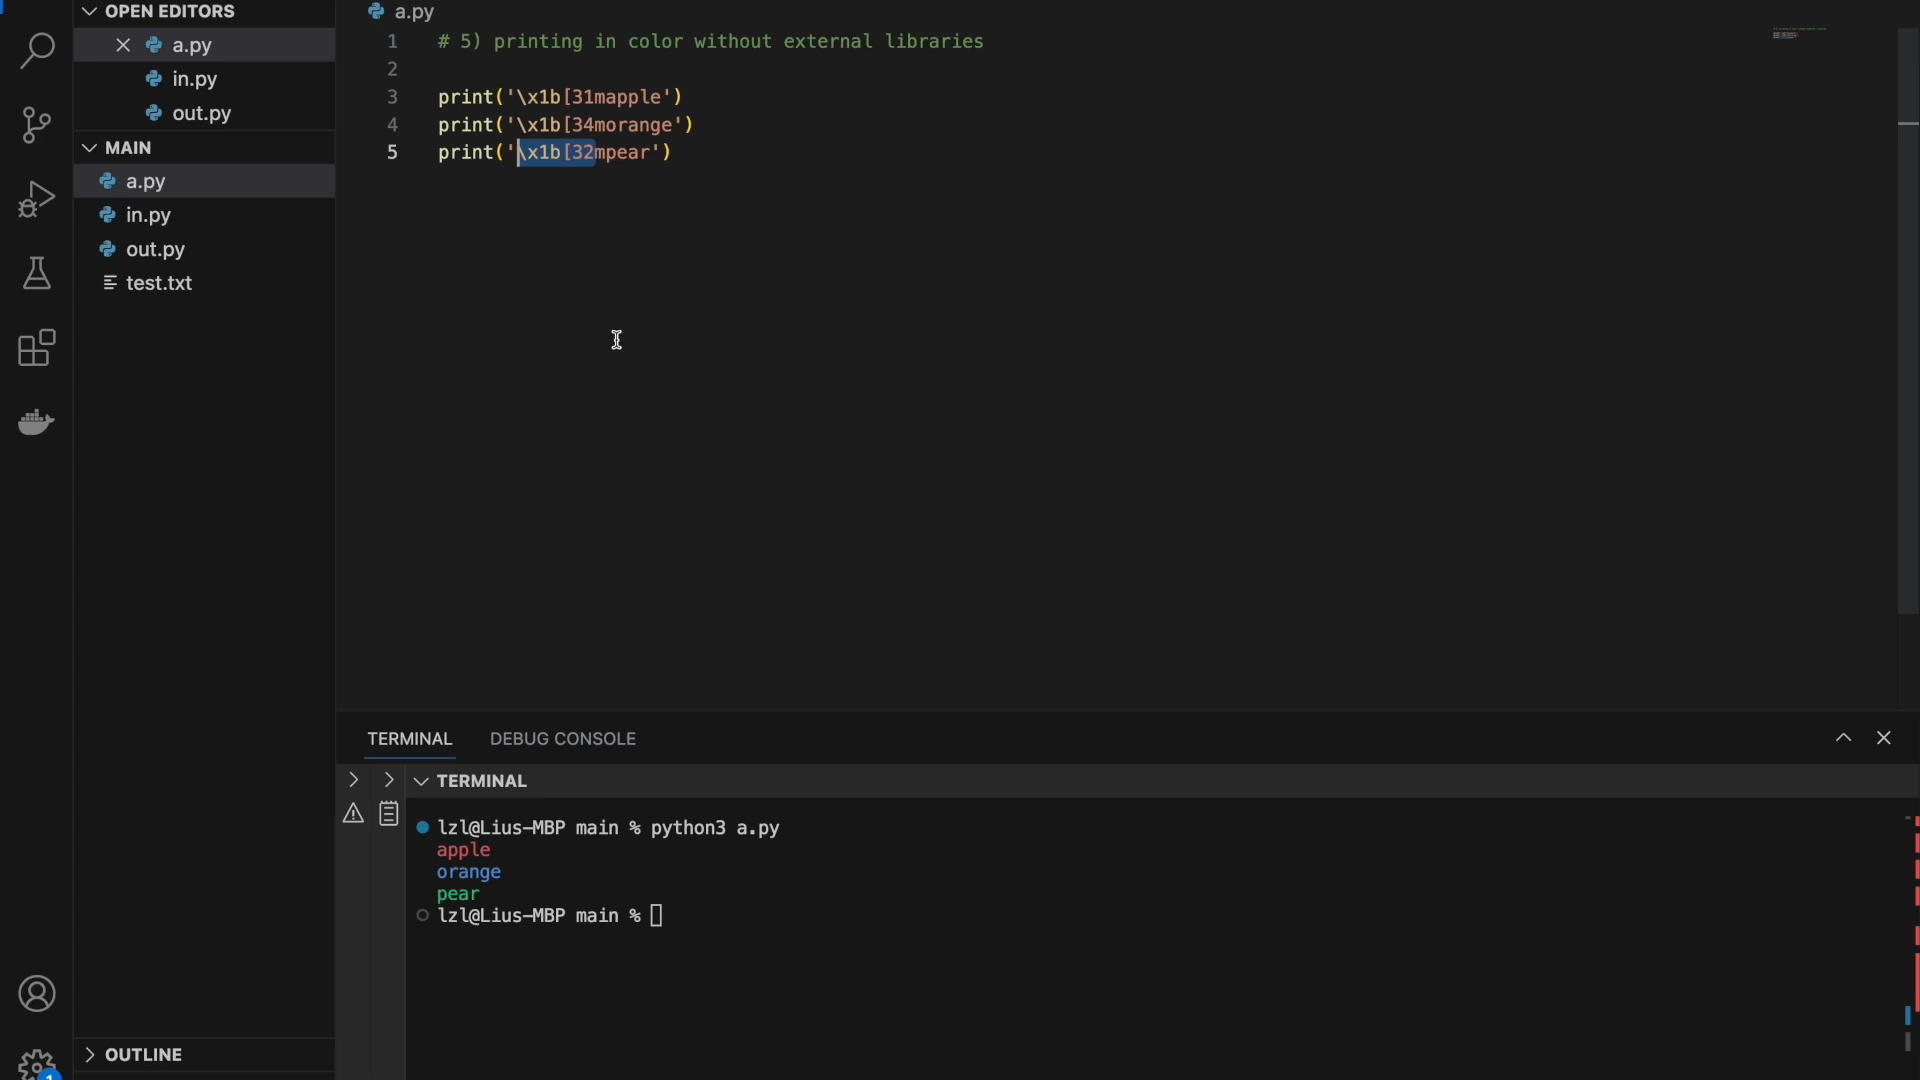 OPEN EDITORS
a.py
in.py
out.py
MAIN
a.py
in.py
out.py
test.txt
OUTLINE
1
a.py
1 # 5) printing in color without external libraries
2
3 print('\x1b[31mapple')
4 print('\x1b[34morange')
5 print('\x1b[32mpear')
TERMINAL DEBUG CONSOLE
TERMINAL
lzl@Lius-MBP main % python3 a.py
apple
orange
pear
lzl@Lius-MBP main %